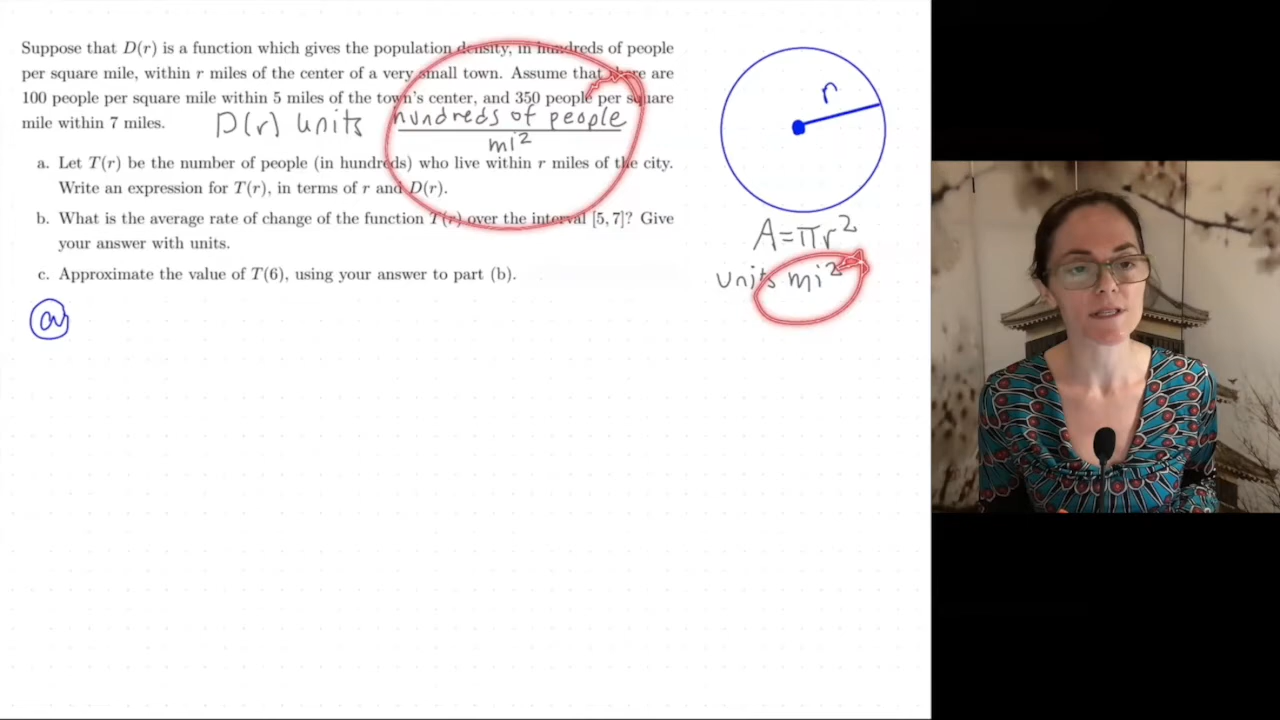 Suppose that D(r) is a function which gives the population density, in hundreds of people
per square mile, within r miles of the center of a very small town. Assume that there are
100 people per square mile within 5 miles of the town's center, and 350 people per square
mile within 7 miles.
D(r) units hundreds of people
mi²
a. Let T(r) be the number of people (in hundreds) who live within r miles of the city.
Write an expression for T(r), in terms of r and D(r).
b. What is the average rate of change of the function T(r) over the interval [5, 7]? Give
your answer with units.
c. Approximate the value of T(6), using your answer to part (b).
r
A=πr²
units mi²
a